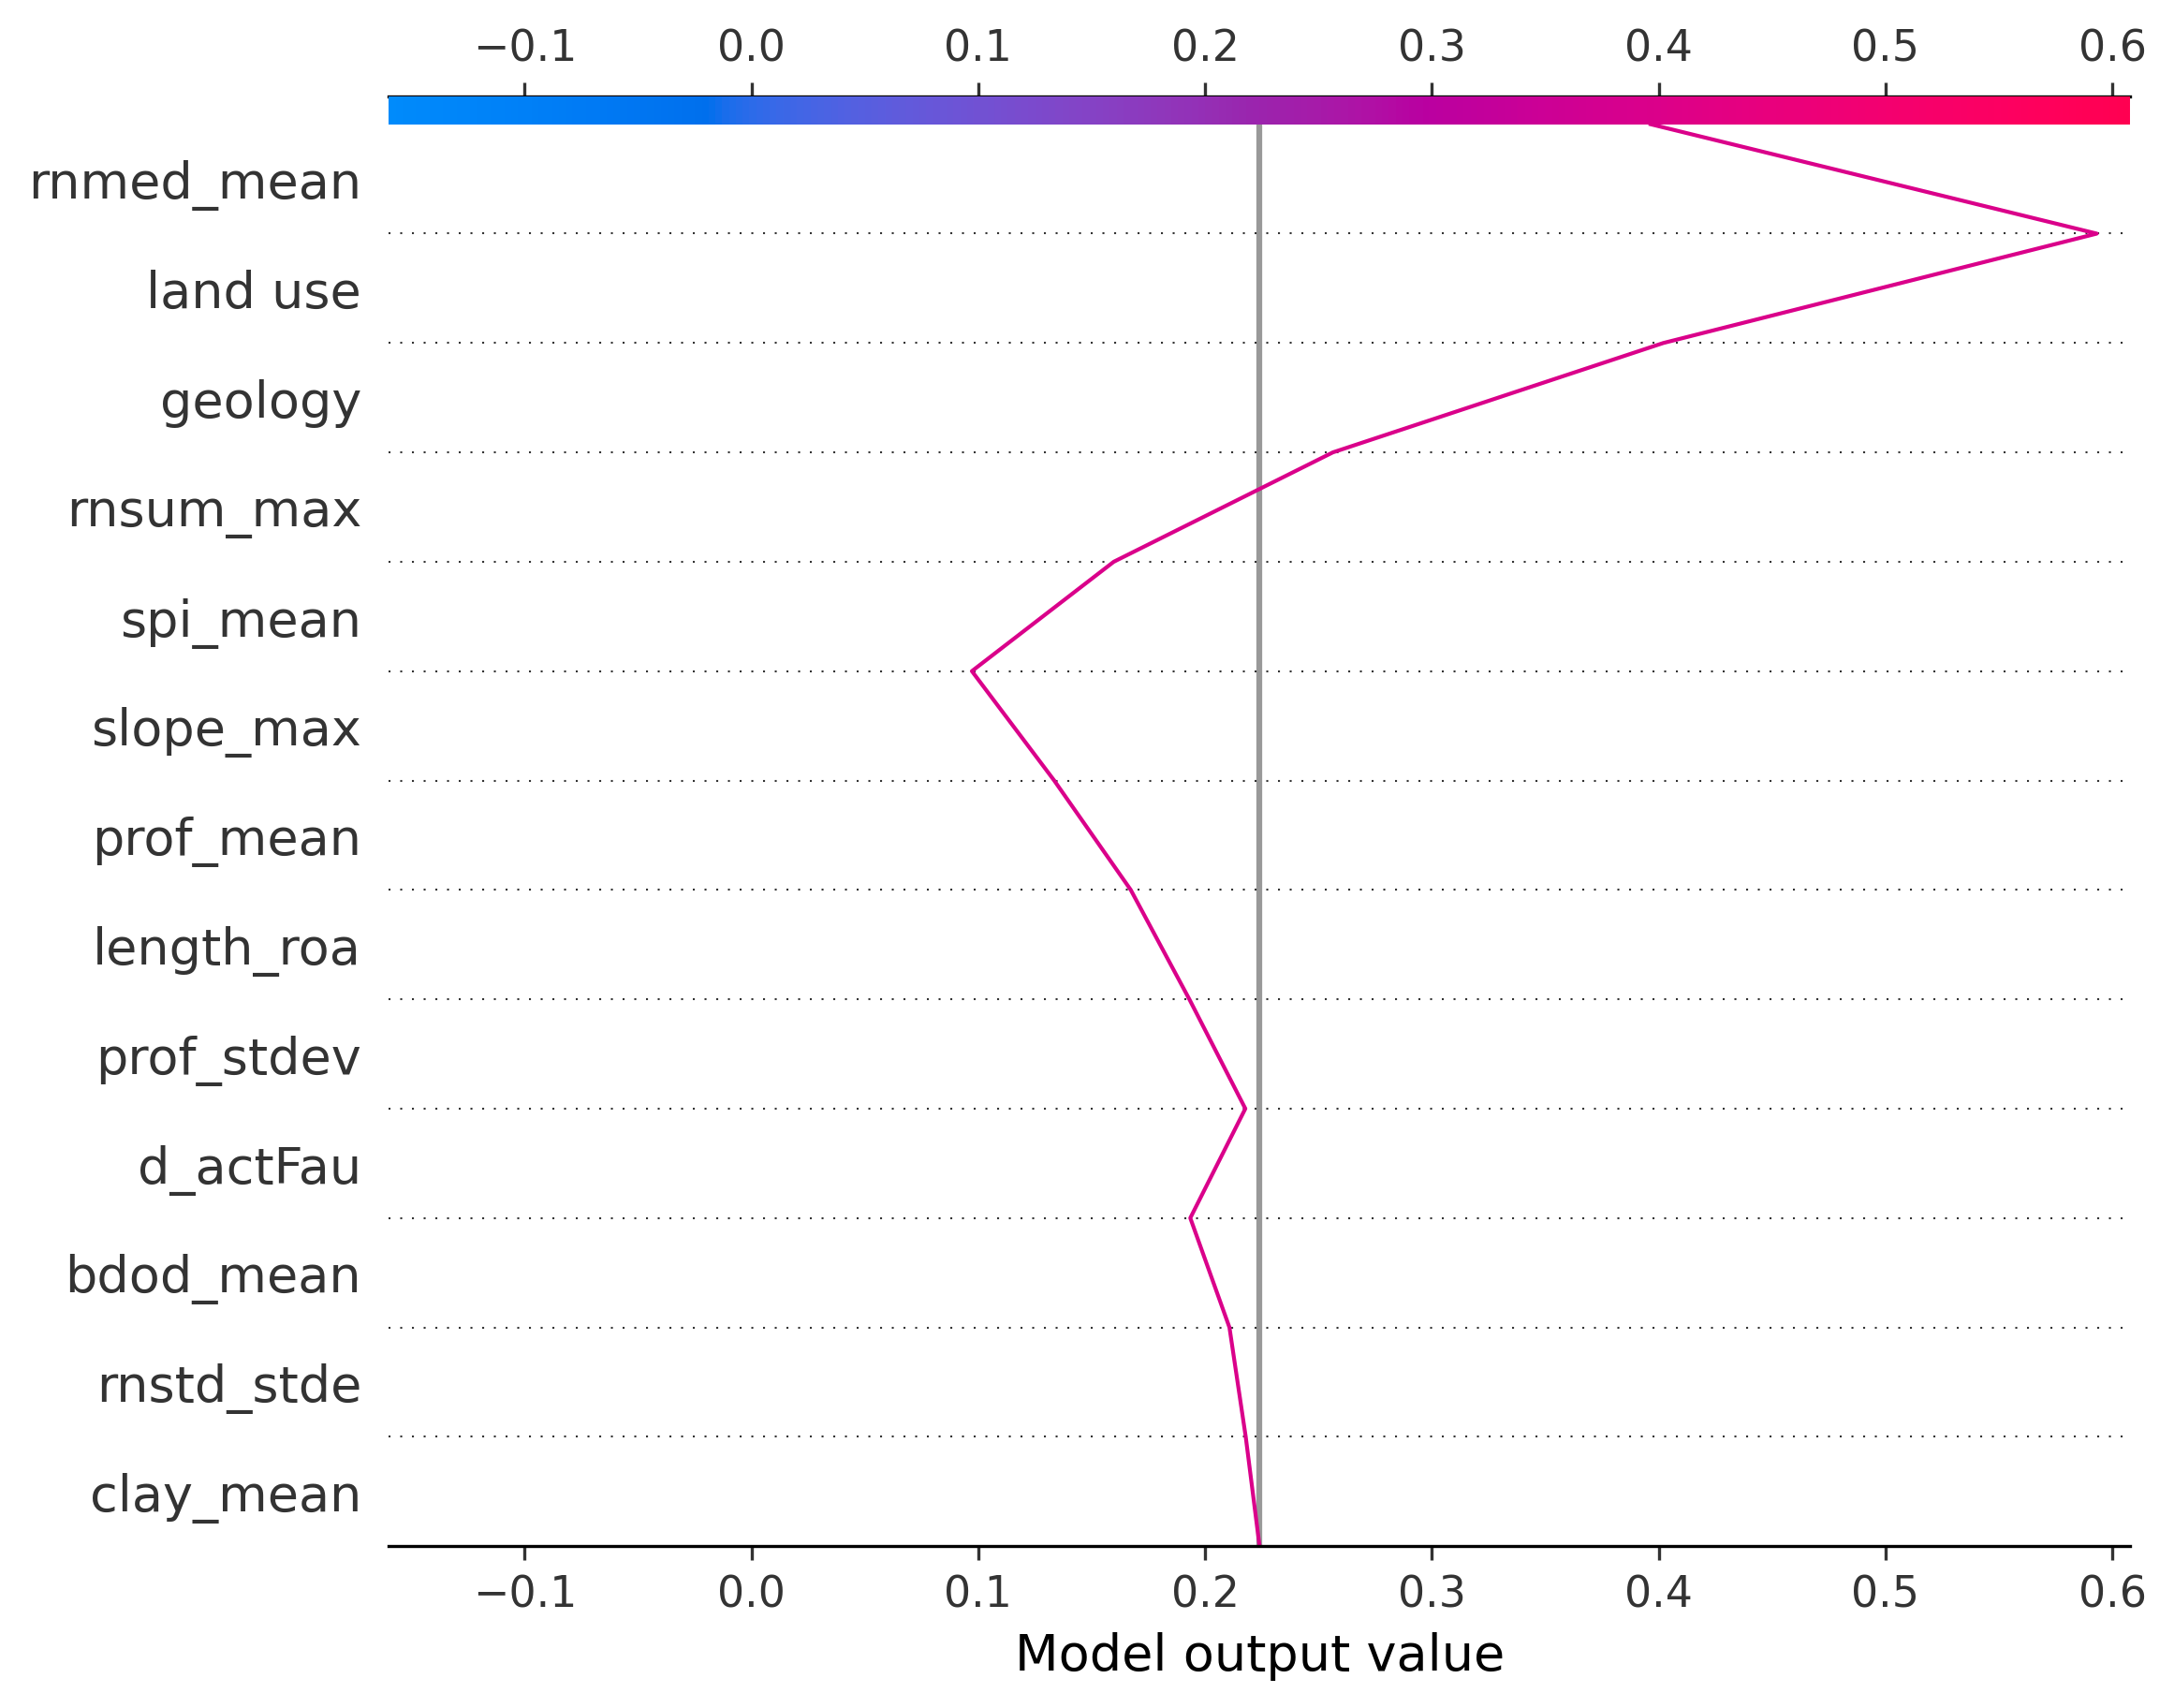 −0.1 0.0 0.1 0.2 0.3 0.4 0.5 0.6
rnmed_mean
land use
geology
rnsum_max
spi_mean
slope_max
prof_mean
length_roa
prof_stdev
d_actFau
bdod_mean
rnstd_stde
clay_mean
−0.1 0.0 0.1 0.2 0.3 0.4 0.5 0.6
Model output value